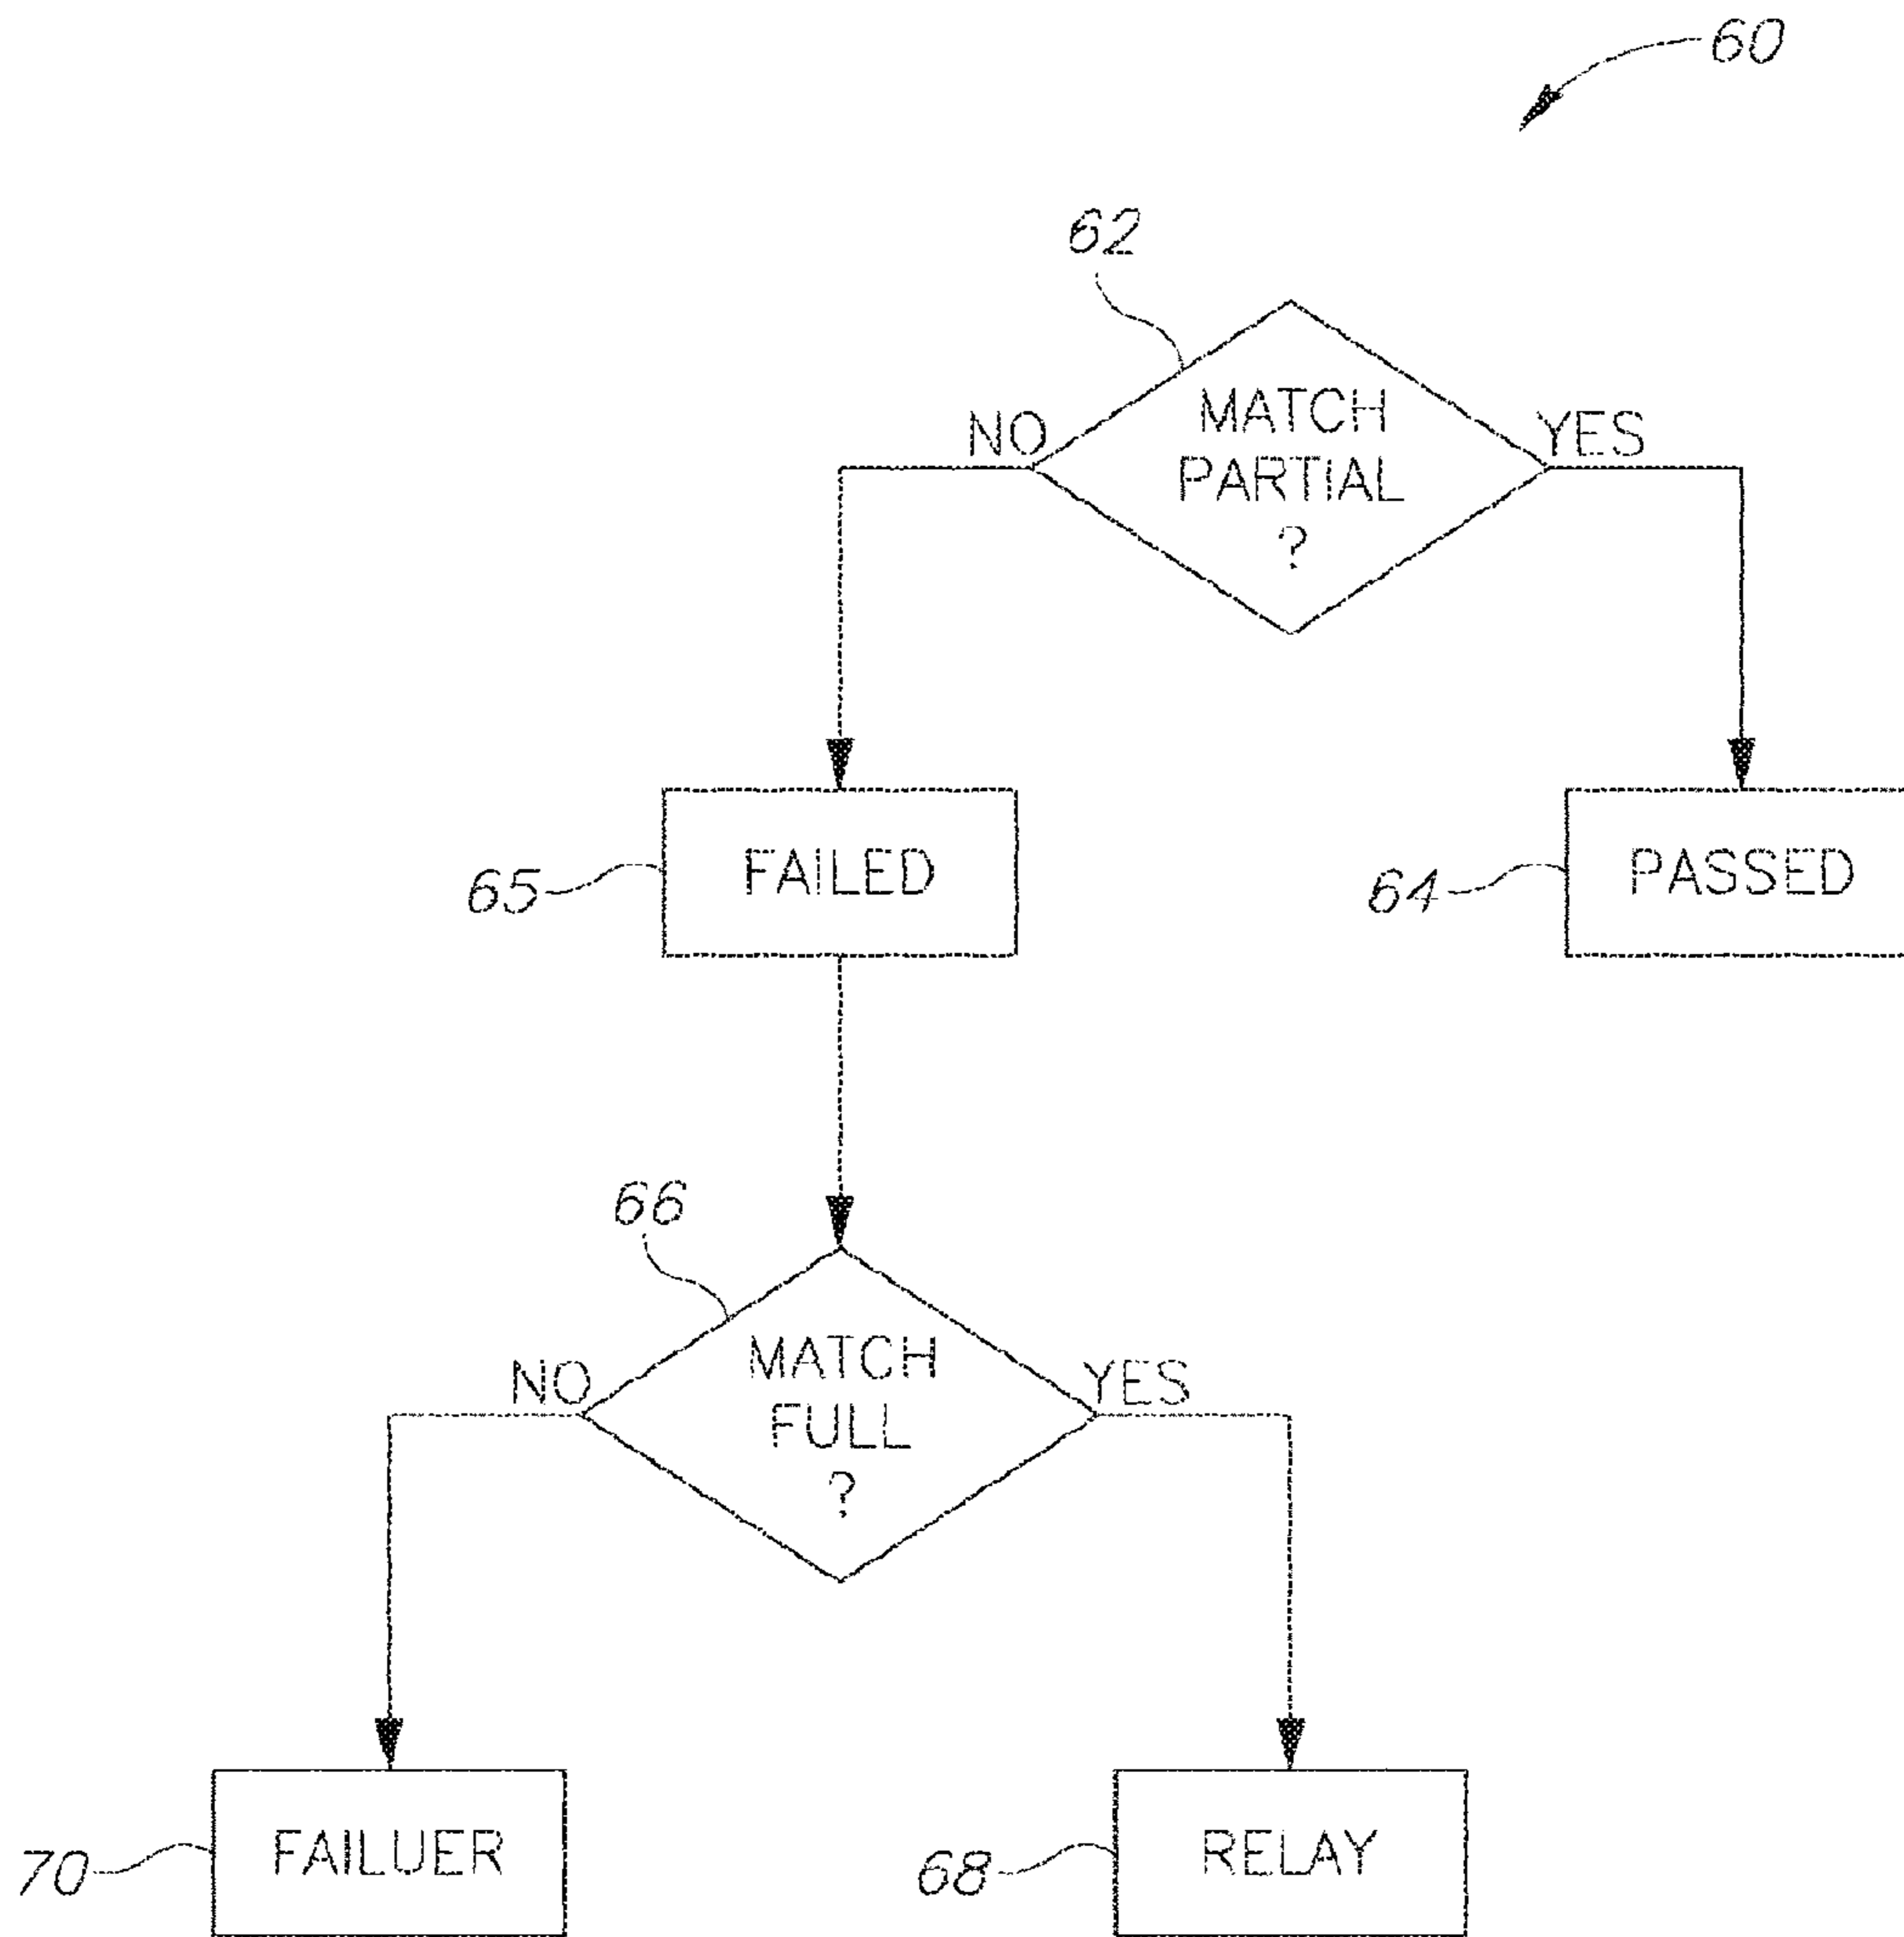 60
62
NO
MATCH
PARTIAL
?
YES
65
FAILED
64
PASSED
66
NO
MATCH
FULL
?
YES
70
FAILUER
68
RELAY